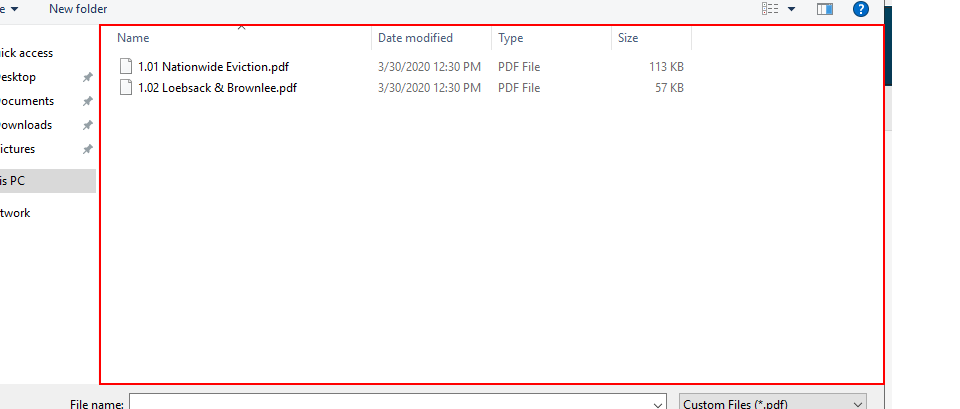 e New folder ?
Name Date modified Type Size
uick access
1.01 Nationwide Eviction.pdf 3/30/2020 12:30 PM PDF File 113 KB
esktop
1.02 Loebsack & Brownlee.pdf 3/30/2020 12:30 PM PDF File 57 KB
ocuments
ownloads
ictures
is PC
twork
File name: Custom Files (*.pdf)